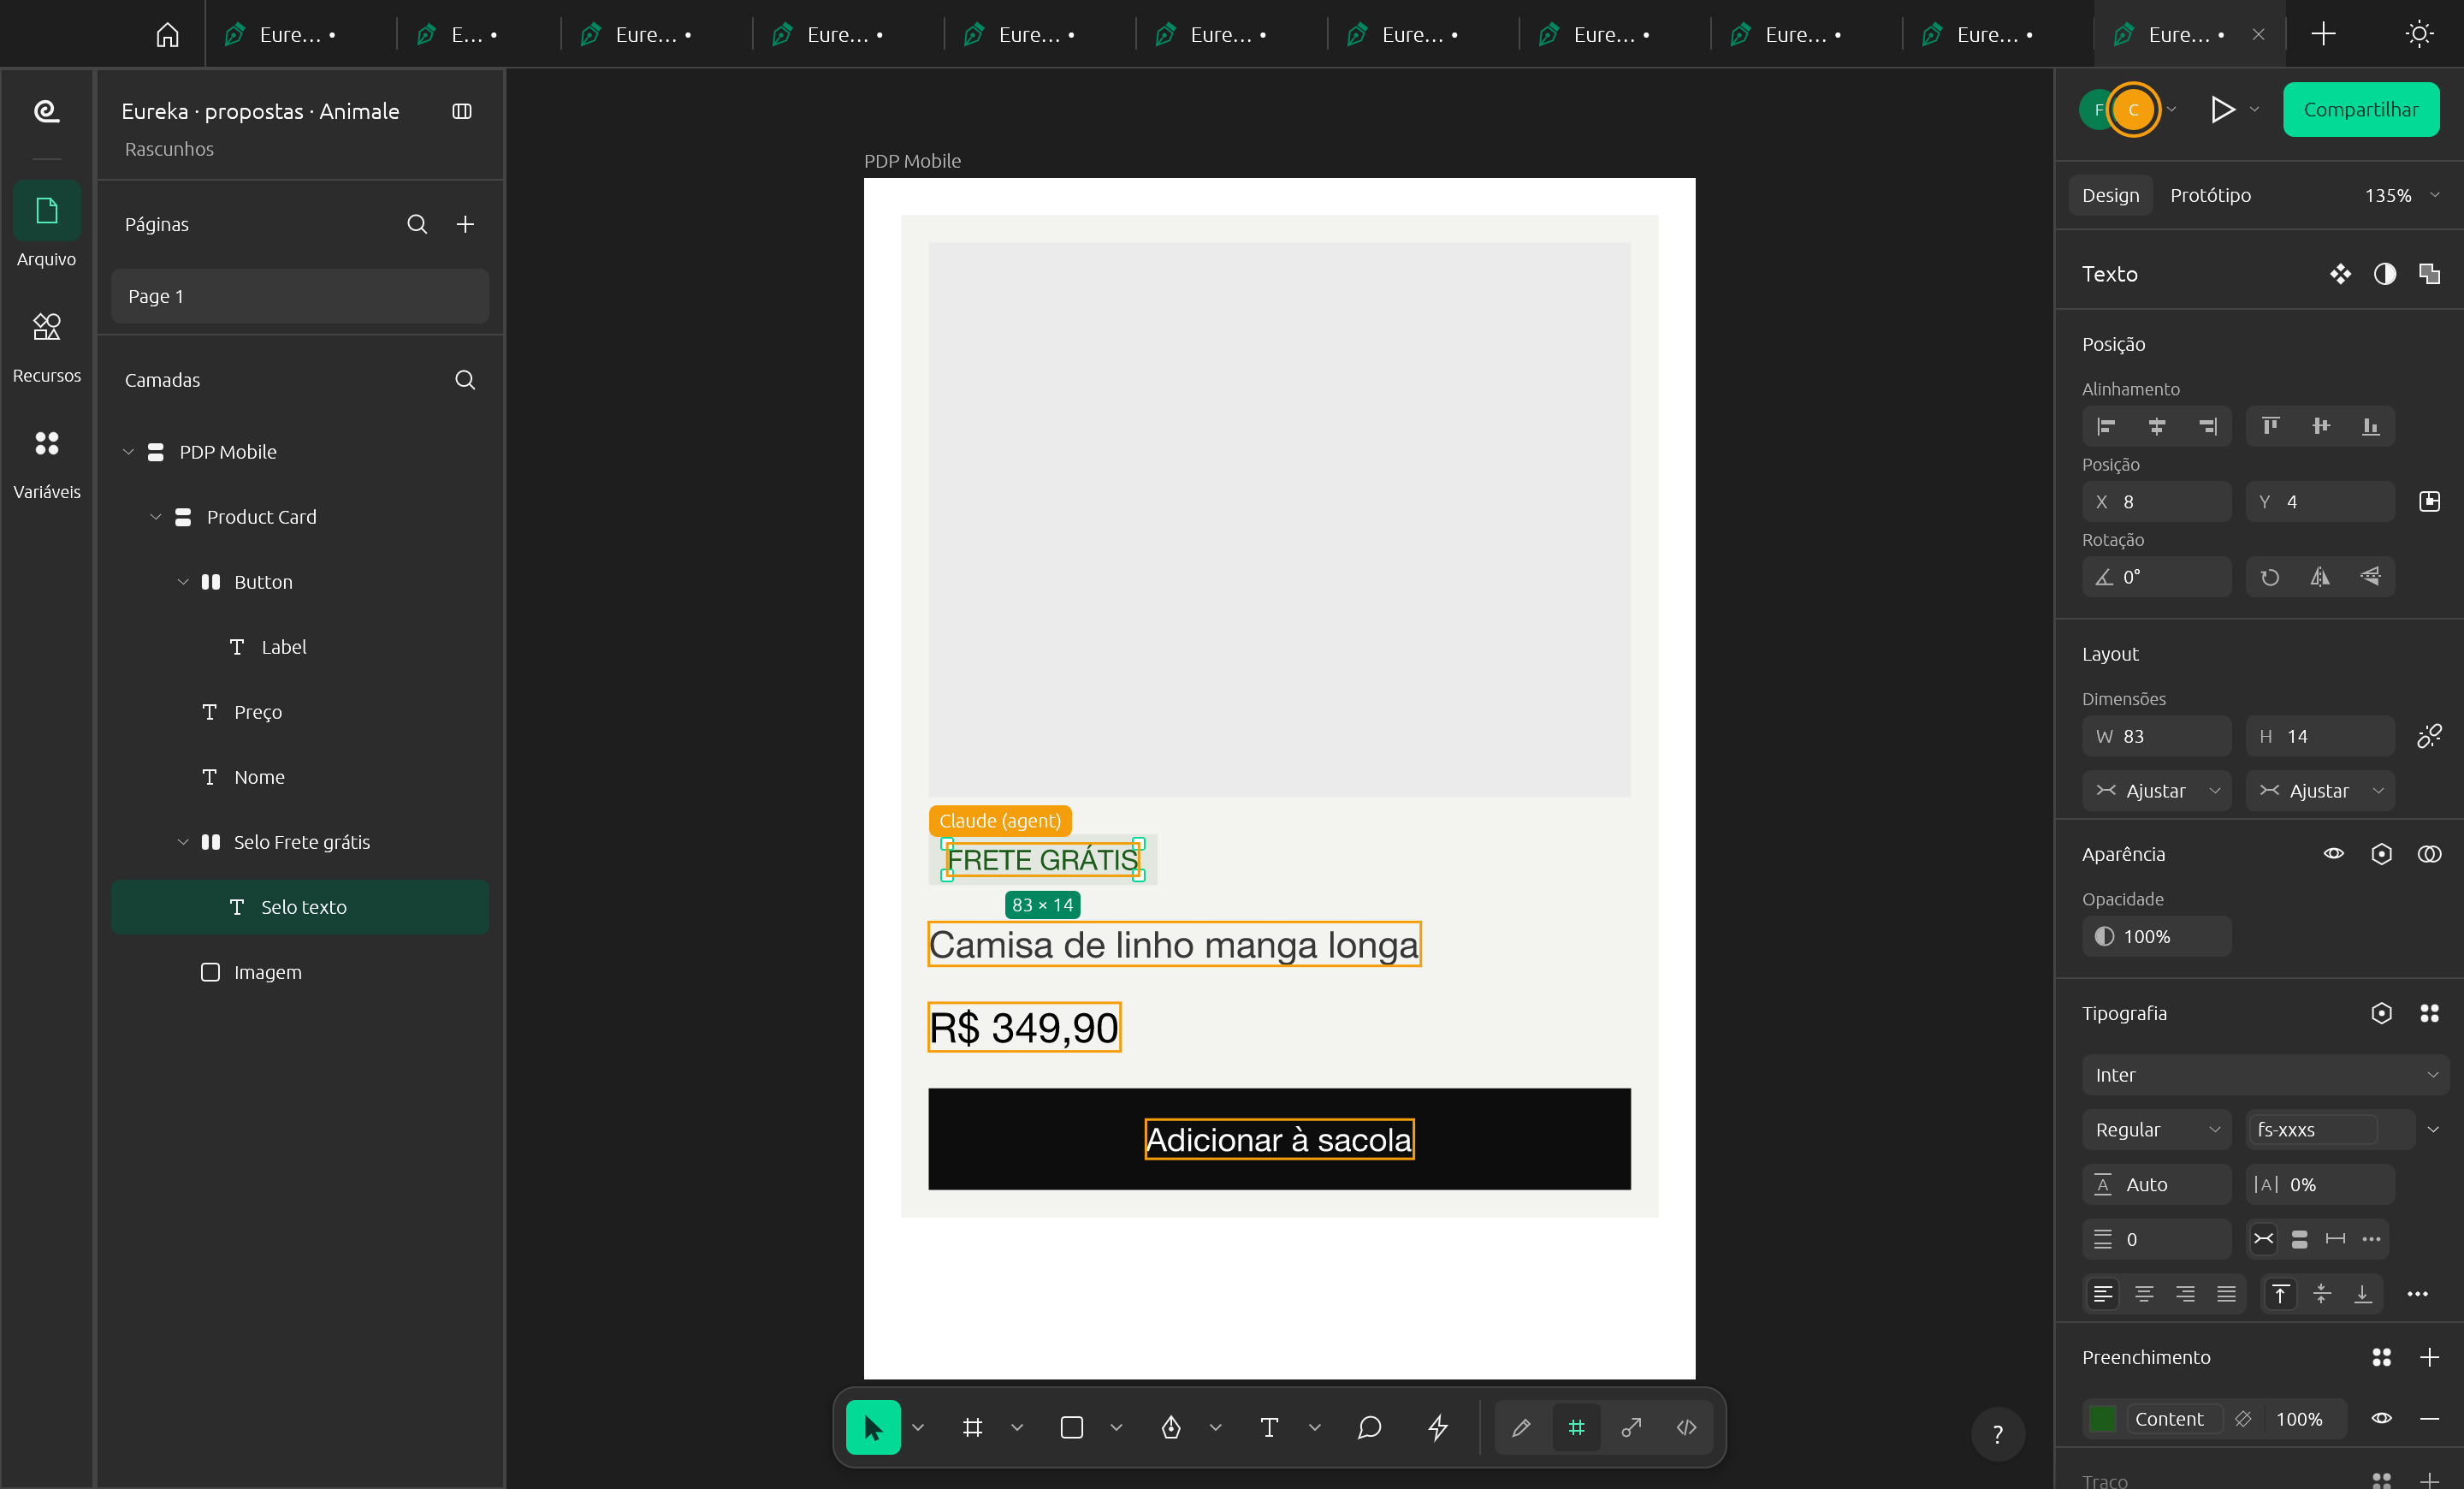 Eure... •
E... •
Eure... •
Eure... •
Eure... •
Eure... •
Eure... •
Eure... •
Eure... •
Eure... •
Eure... •
Eureka · propostas · Animale
Rascunhos
Arquivo
Recursos
Variáveis
Páginas
Page 1
Camadas
PDP Mobile
Product Card
Button
Label
Preço
Nome
Selo Frete grátis
Selo texto
Imagem
PDP Mobile
Claude (agent)
FRETE GRÁTIS
83 × 14
Camisa de linho manga longa
R$ 349,90
Adicionar à sacola
F C
Compartilhar
Design Protótipo 135%
Texto
Posição
Alinhamento
Posição
X 8 Y 4
Rotação
0°
Layout
Dimensões
W 83 H 14
Ajustar Ajustar
Aparência
Opacidade
100%
Tipografia
Inter
Regular fs-xxxs
Auto 0%
0
Preenchimento
Content 100%
Traço
?